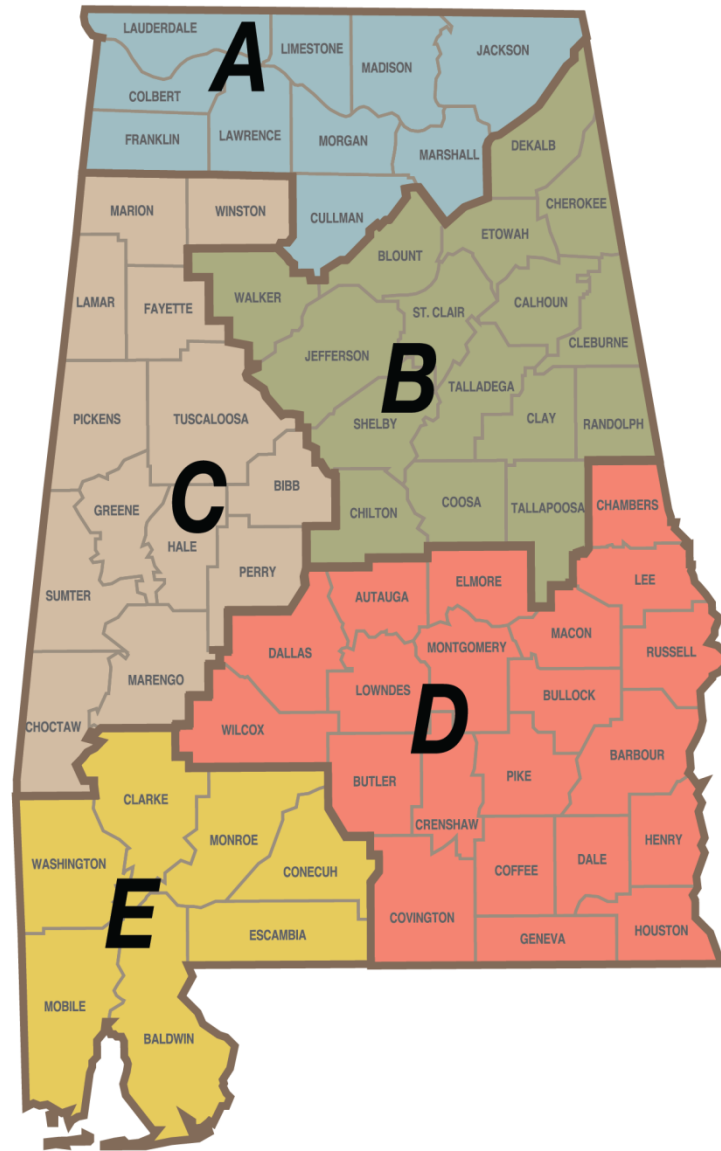 LAUDERDALE
LIMESTONE
MADISON
JACKSON
A
COLBERT
FRANKLIN
LAWRENCE
MORGAN
MARSHALL
CULLMAN
DEKALB
CHEROKEE
ETOWAH
BLOUNT
WALKER
ST. CLAIR
CALHOUN
CLEBURNE
JEFFERSON
B
TALLADEGA
SHELBY
CLAY
RANDOLPH
CHILTON
COOSA
TALLAPOOSA
MARION
WINSTON
LAMAR
FAYETTE
PICKENS
TUSCALOOSA
C
BIBB
GREENE
HALE
PERRY
SUMTER
MARENGO
CHOCTAW
CHAMBERS
LEE
AUTAUGA
ELMORE
MACON
RUSSELL
DALLAS
MONTGOMERY
LOWNDES
BULLOCK
WILCOX
D
BARBOUR
BUTLER
PIKE
CRENSHAW
HENRY
COFFEE
DALE
COVINGTON
GENEVA
HOUSTON
CLARKE
MONROE
WASHINGTON
CONECUH
E
ESCAMBIA
MOBILE
BALDWIN